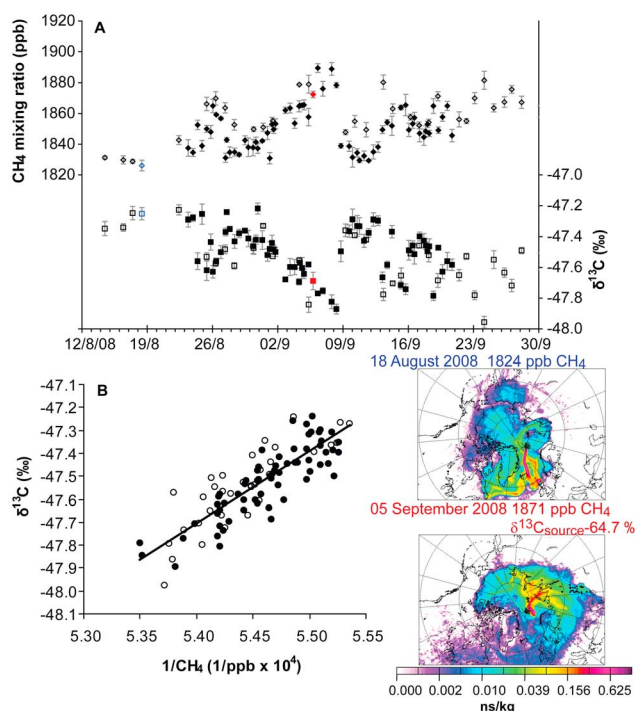 A
CH4 mixing ratio (ppb)
1920
1900
1880
1860
1840
1820
-47.0
-47.2
-47.4
-47.6
-47.8
-48.0
δ13C (‰)
12/8/08 19/8 26/8 02/9 09/9 16/9 23/9 30/9
B
δ13C (‰)
-47.1
-47.2
-47.3
-47.4
-47.5
-47.6
-47.7
-47.8
-47.9
-48.0
-48.1
5.30 5.35 5.40 5.45 5.50 5.55
1/CH4 (1/ppb x 10^4)
18 August 2008 1824 ppb CH4
05 September 2008 1871 ppb CH4
δ13Csource-64.7 %
0.000 0.002 0.010 0.039 0.156 0.625
ns/kg